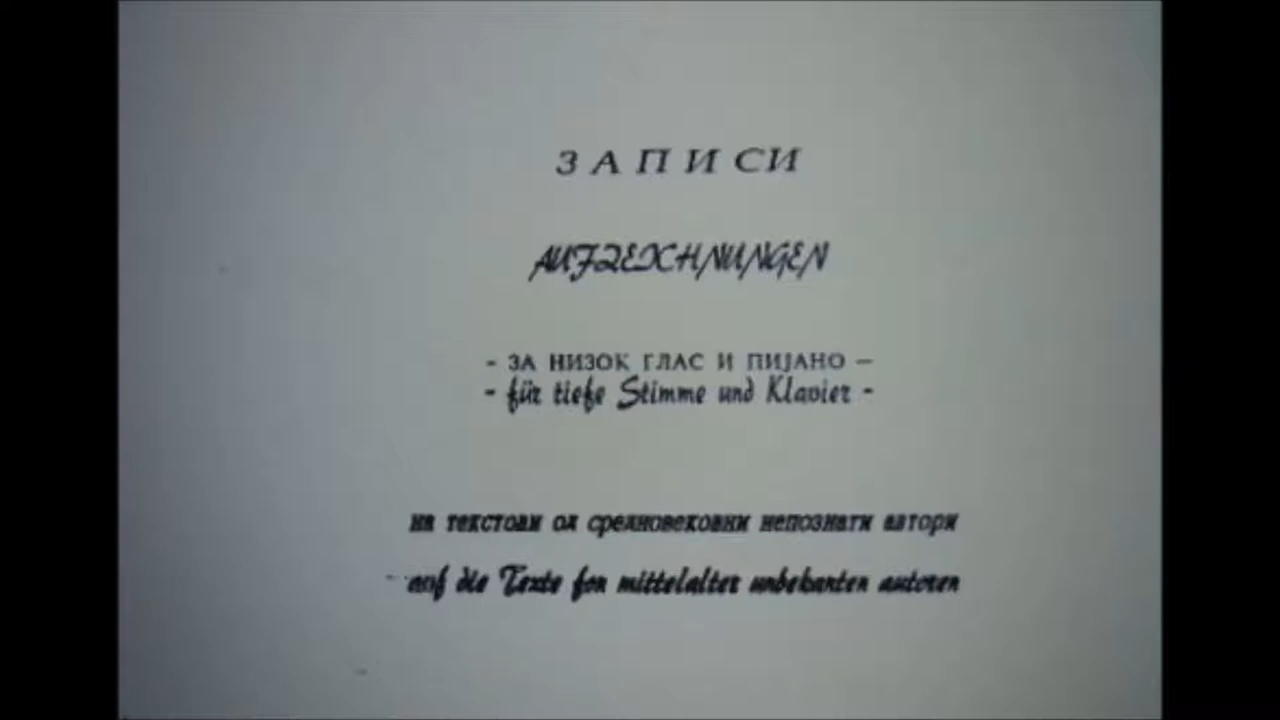 ЗАПИСИ
AUFZEICHNUNGEN
- ЗА НИЗОК ГЛАС И ПИЈАНО -
- für tiefe Stimme und Klavier -
на текстови од средновековни непознати автори
auf die Texte fon mittelalter unbekanten autoren